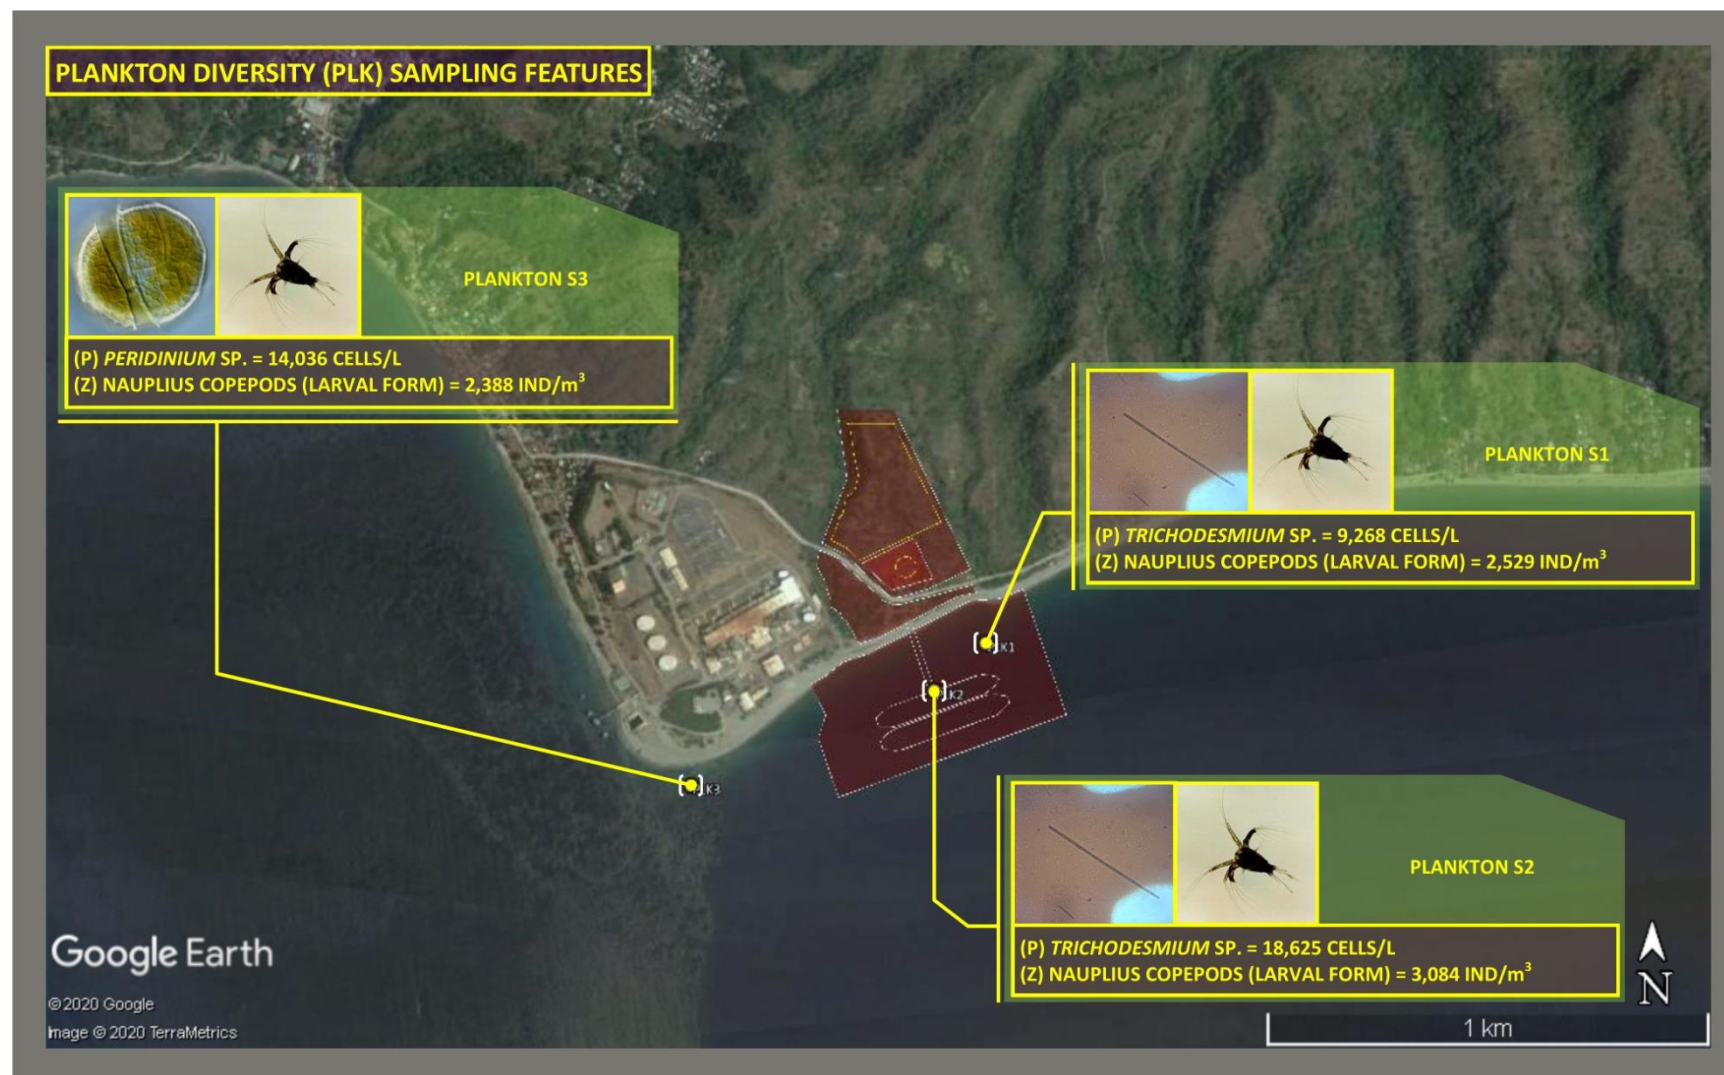 PLANKTON DIVERSITY (PLK) SAMPLING FEATURES
PLANKTON S3
(P) PERIDINIUM SP. = 14,036 CELLS/L
(Z) NAUPLIUS COPEPODS (LARVAL FORM) = 2,388 IND/m³
PLANKTON S1
(P) TRICHODESMIUM SP. = 9,268 CELLS/L
(Z) NAUPLIUS COPEPODS (LARVAL FORM) = 2,529 IND/m³
PLANKTON S2
(P) TRICHODESMIUM SP. = 18,625 CELLS/L
(Z) NAUPLIUS COPEPODS (LARVAL FORM) = 3,084 IND/m³
Google Earth
© 2020 Google
Image © 2020 TerraMetrics
N
1 km